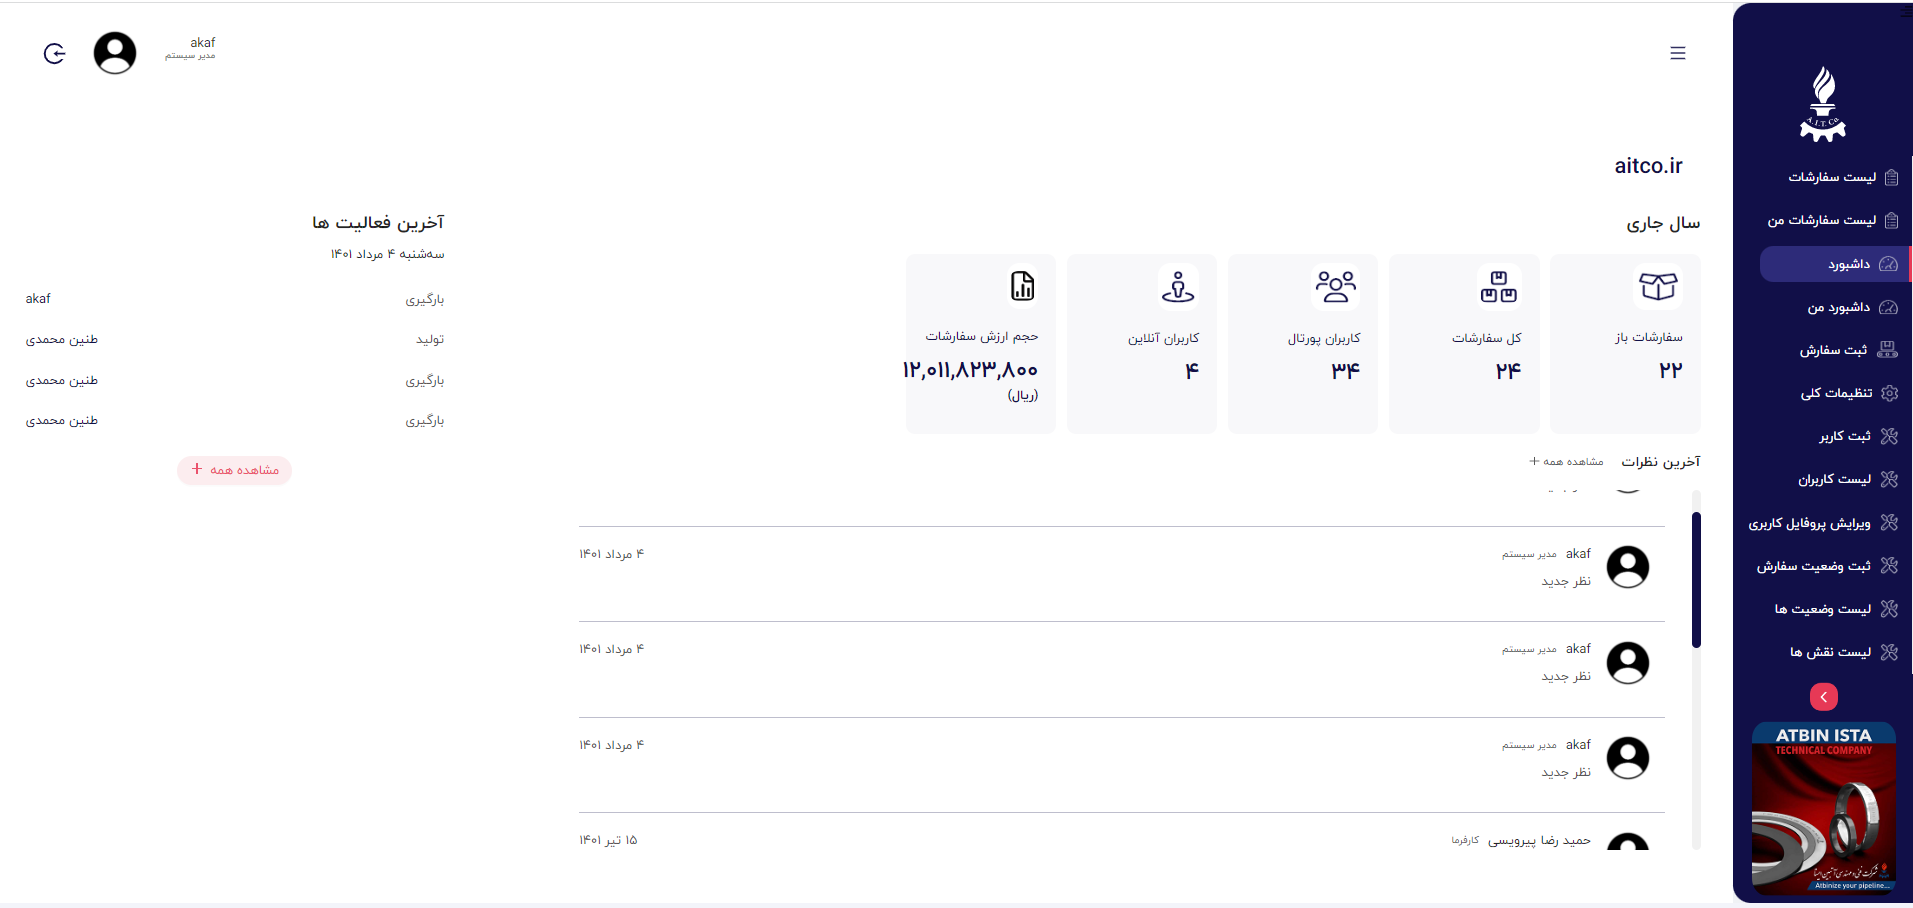 akaf
مدیر سیستم
A.I.T. Co.
لیست سفارشات
لیست سفارشات من
داشبورد
داشبورد من
ثبت سفارش
تنظیمات کلی
ثبت کاربر
لیست کاربران
ویرایش پروفایل کاربری
ثبت وضعیت سفارش
لیست وضعیت ها
لیست نقش ها
ATBIN ISTA
TECHNICAL COMPANY
شرکت فنی و مهندسی آتبین ایستا
Atbinize your pipeline...
aitco.ir
سال جاری
سفارشات باز
۲۲
کل سفارشات
۲۴
کاربران پورتال
۳۴
کاربران آنلاین
۴
حجم ارزش سفارشات
۱۲,۰۱۱,۸۲۳,۸۰۰
(ریال)
آخرین نظرات
مشاهده همه +
akaf مدیر سیستم ۴ مرداد ۱۴۰۱
نظر جدید
akaf مدیر سیستم ۴ مرداد ۱۴۰۱
نظر جدید
akaf مدیر سیستم ۴ مرداد ۱۴۰۱
نظر جدید
حمید رضا پیرویسی کارفرما ۱۵ تیر ۱۴۰۱
آخرین فعالیت ها
سه‌شنبه ۴ مرداد ۱۴۰۱
بارگیری akaf
تولید طنین محمدی
بارگیری طنین محمدی
بارگیری طنین محمدی
مشاهده همه +